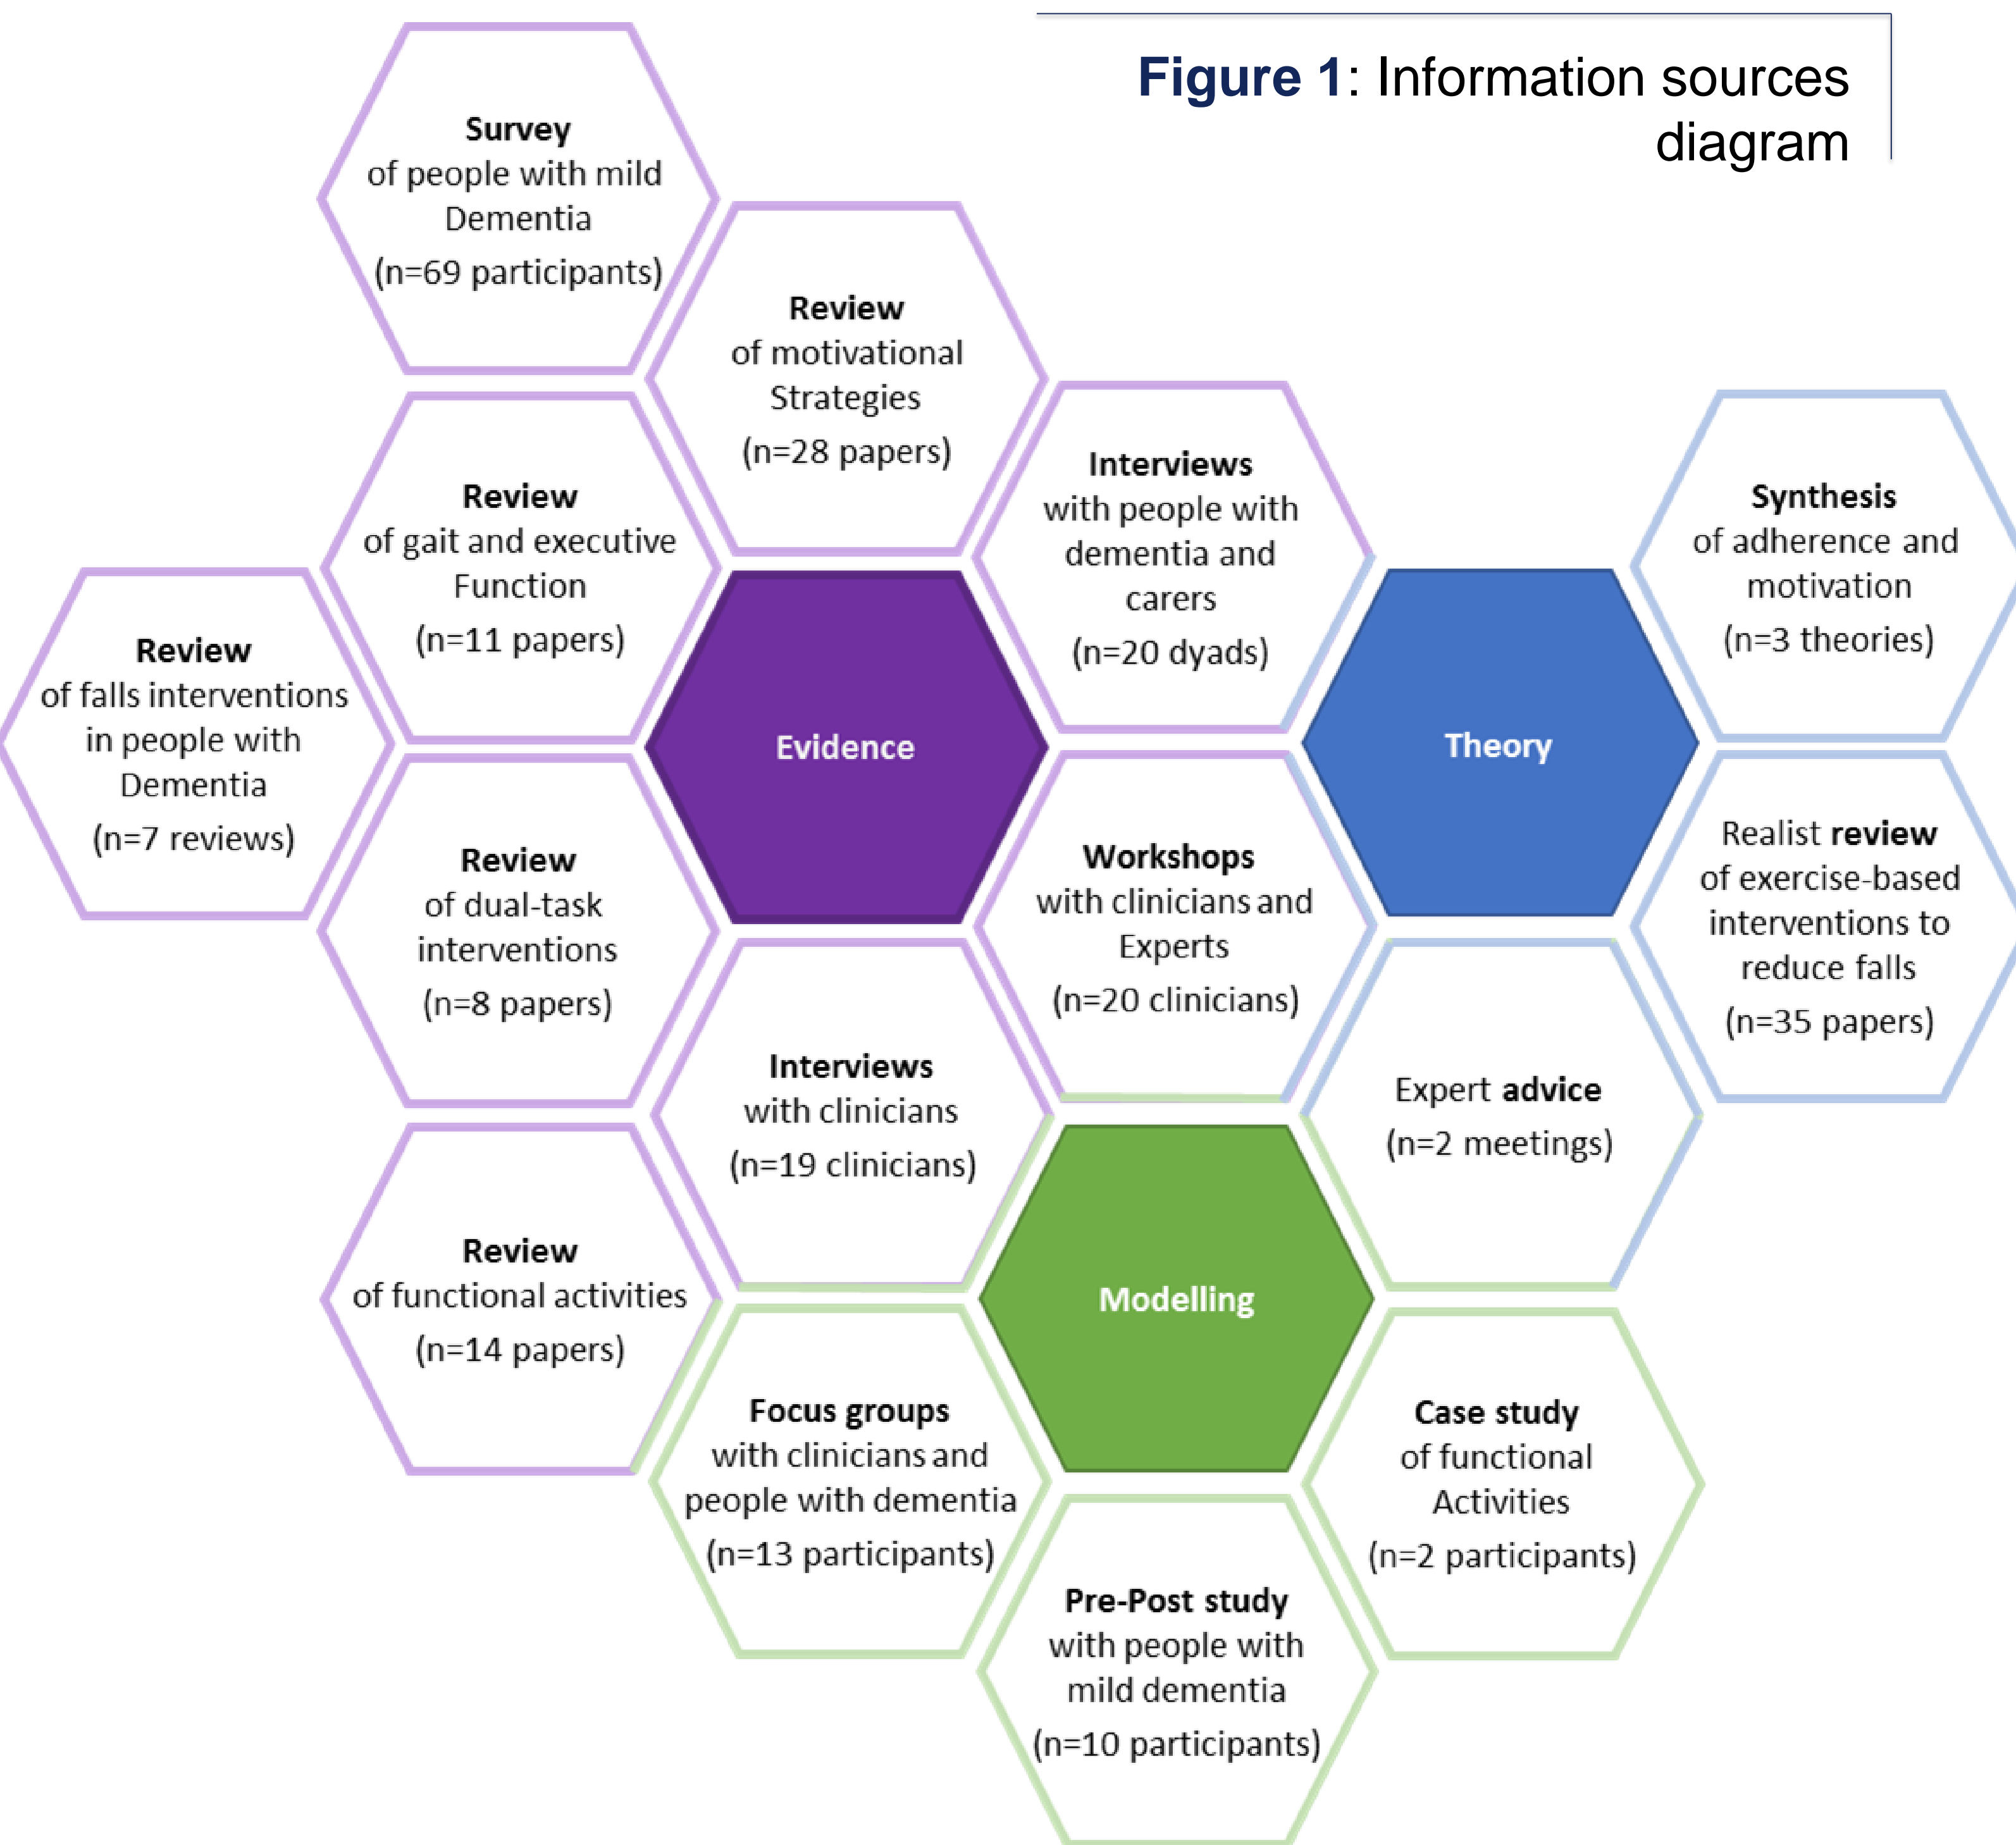 Figure 1: Information sources
diagram
Survey
of people with mild
Dementia
(n=69 participants)
Review
of motivational
Strategies
(n=28 papers)
Interviews
with people with
dementia and
carers
(n=20 dyads)
Synthesis
of adherence and
motivation
(n=3 theories)
Review
of gait and executive
Function
(n=11 papers)
Review
of falls interventions
in people with
Dementia
(n=7 reviews)
Evidence
Theory
Review
of dual-task
interventions
(n=8 papers)
Workshops
with clinicians and
Experts
(n=20 clinicians)
Realist review
of exercise-based
interventions to
reduce falls
(n=35 papers)
Interviews
with clinicians
(n=19 clinicians)
Expert advice
(n=2 meetings)
Review
of functional activities
(n=14 papers)
Modelling
Focus groups
with clinicians and
people with dementia
(n=13 participants)
Case study
of functional
Activities
(n=2 participants)
Pre-Post study
with people with
mild dementia
(n=10 participants)